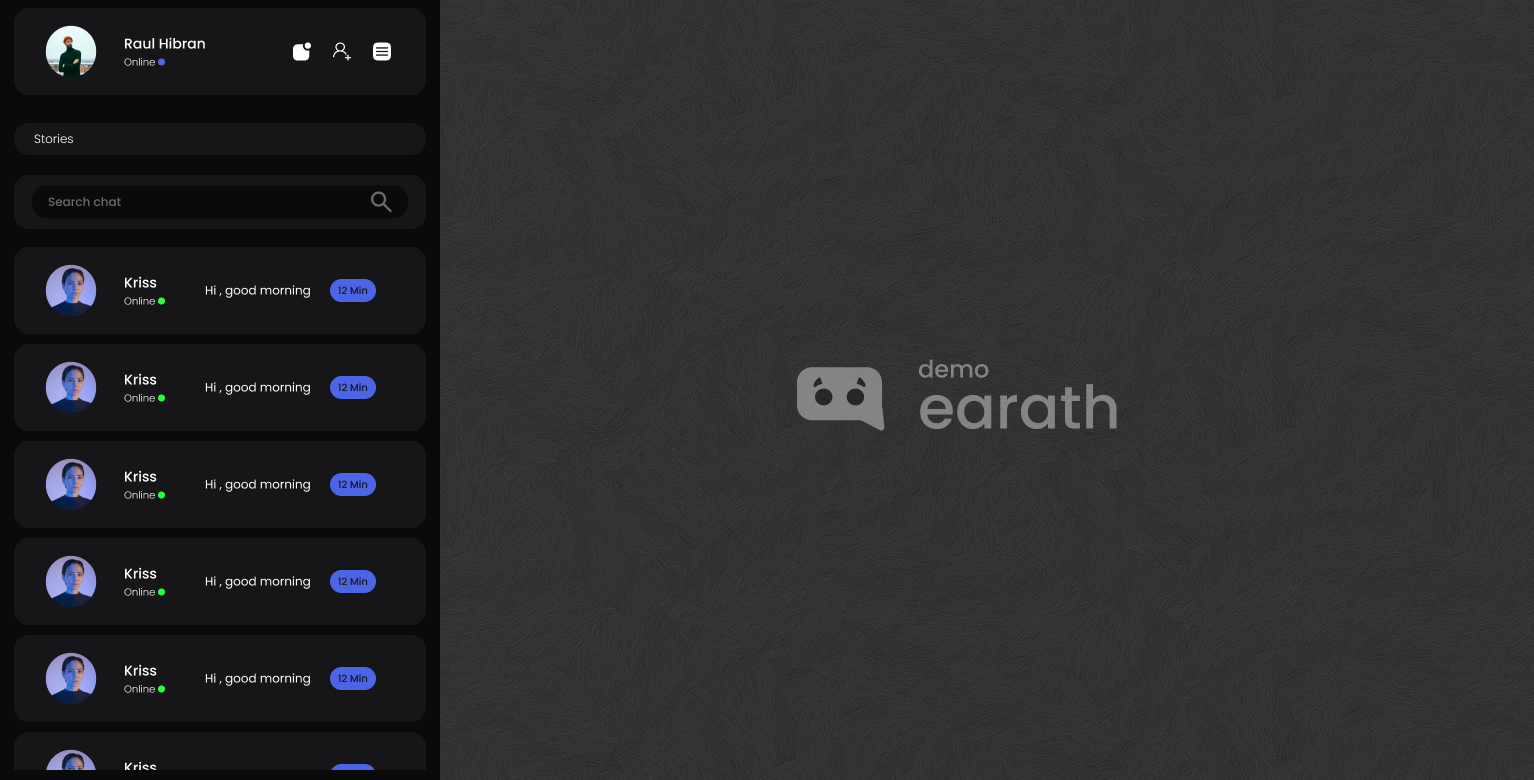 Raul Hibran
Online
Stories
Search chat
Kriss
Online
Hi , good morning
12 Min
Kriss
Online
Hi , good morning
12 Min
Kriss
Online
Hi , good morning
12 Min
Kriss
Online
Hi , good morning
12 Min
Kriss
Online
Hi , good morning
12 Min
Kriss
demo
earath